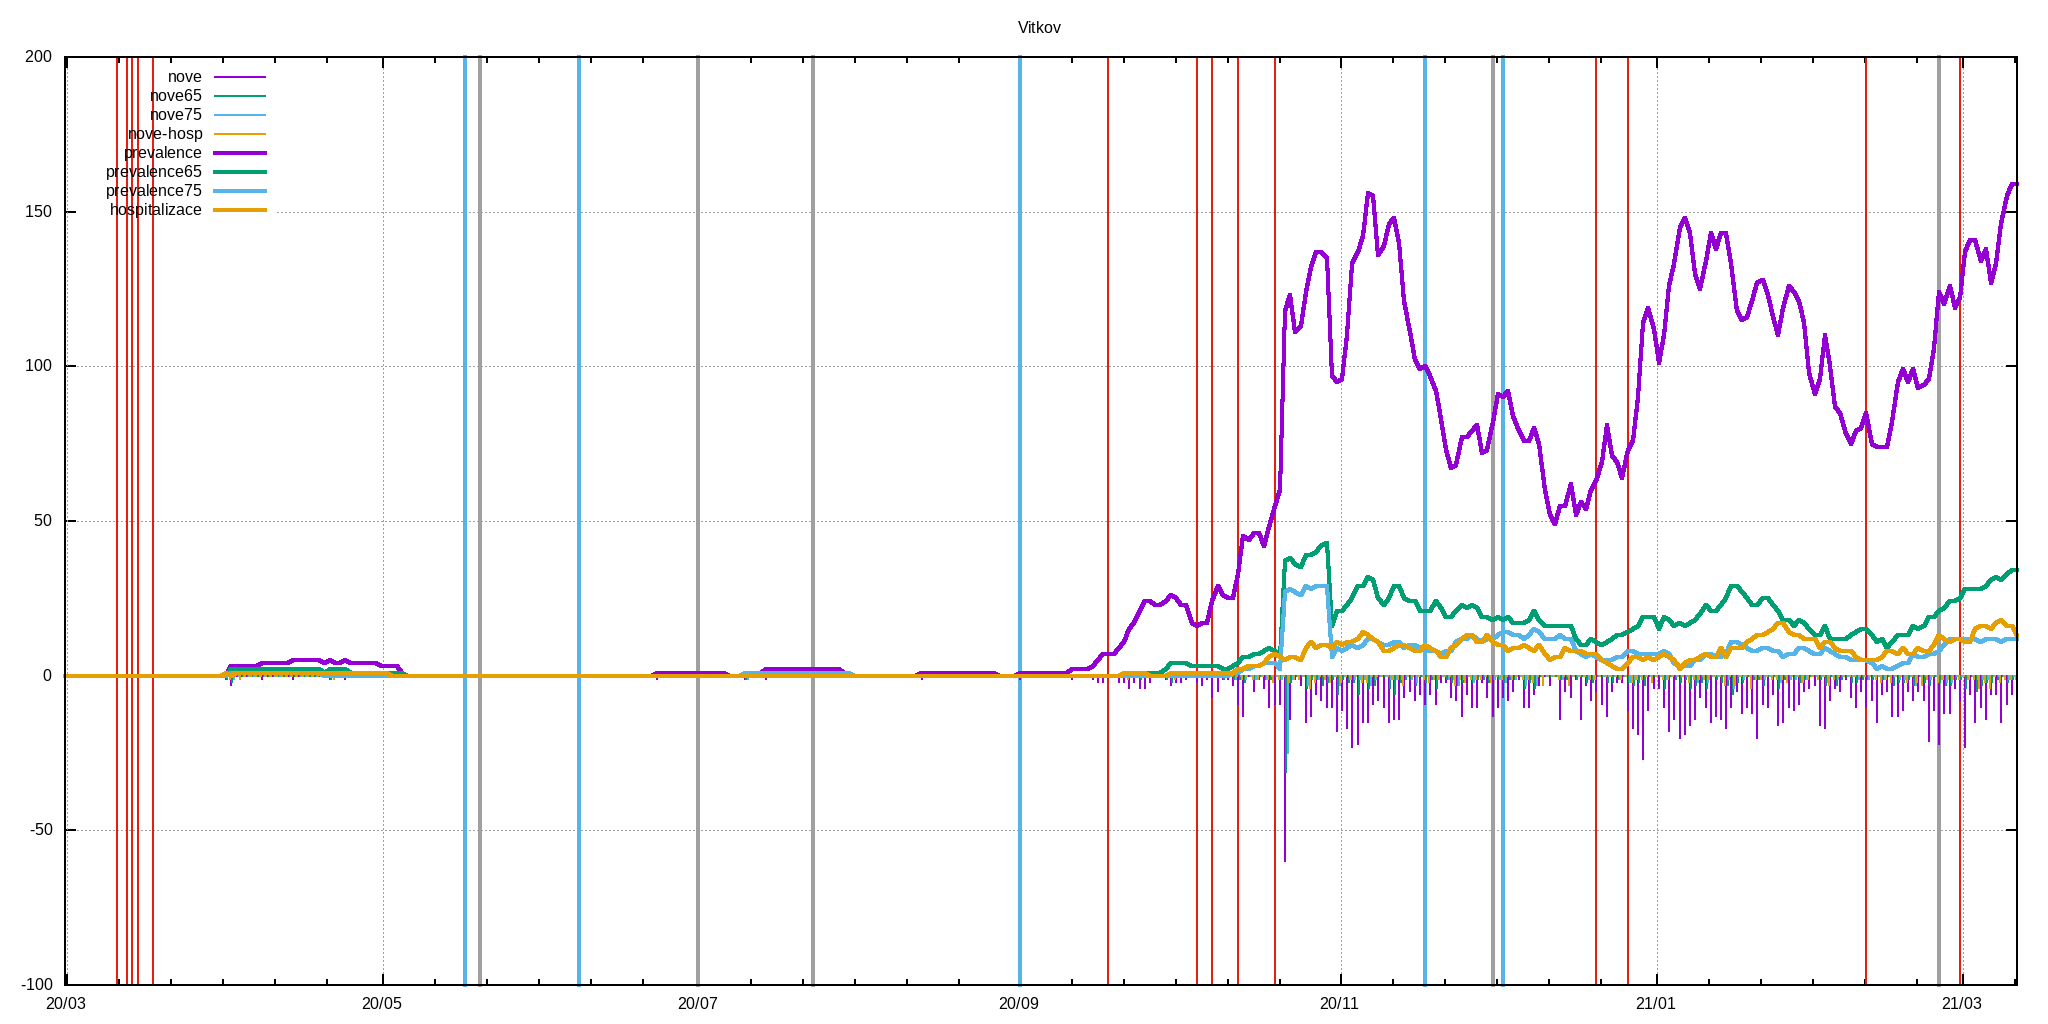 Vitkov
200
150
100
50
0
-50
-100
nove
nove65
nove75
nove-hosp
prevalence
prevalence65
prevalence75
hospitalizace
20/03 20/05 20/07 20/09 20/11 21/01 21/03